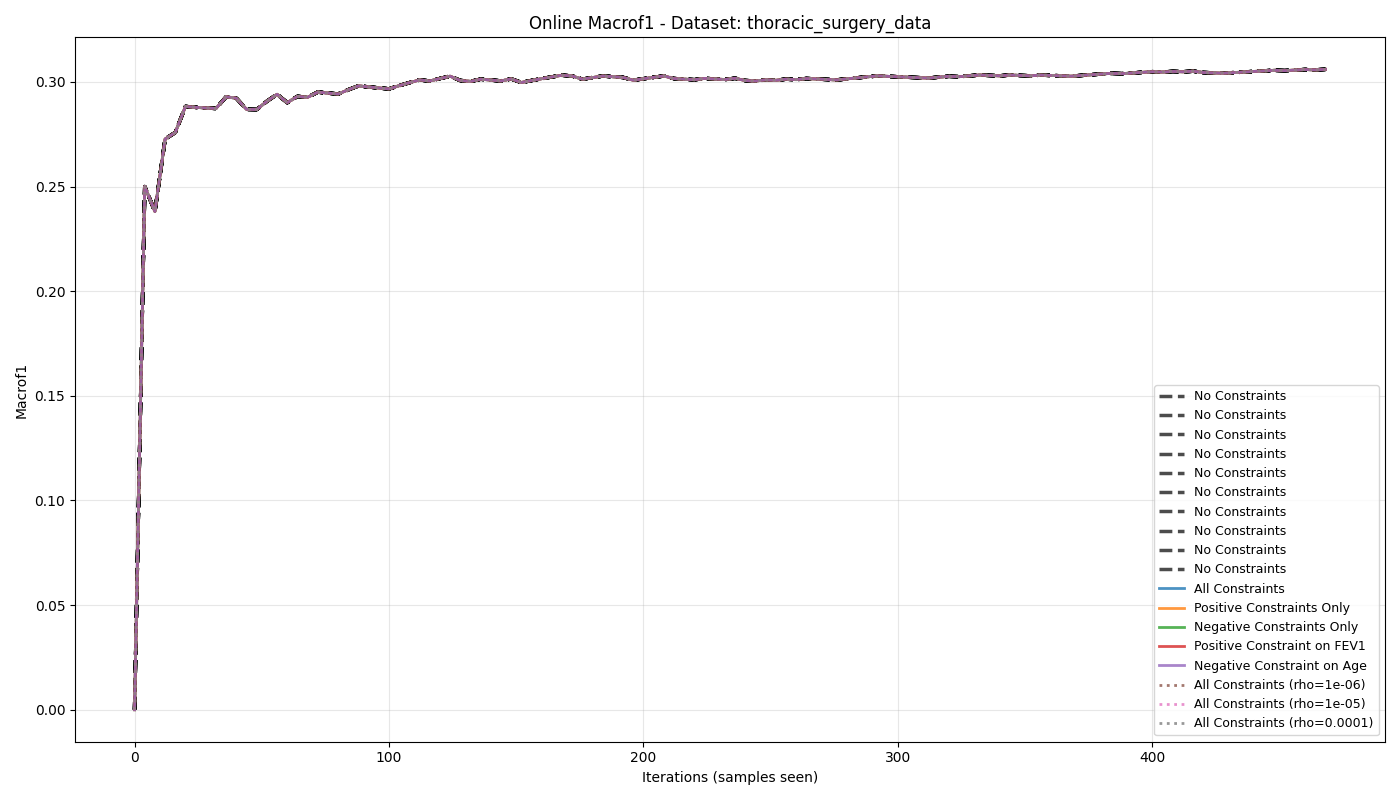 Online Macrof1 - Dataset: thoracic_surgery_data
Macrof1
0.30
0.25
0.20
0.15
0.10
0.05
0.00
No Constraints
No Constraints
No Constraints
No Constraints
No Constraints
No Constraints
No Constraints
No Constraints
No Constraints
No Constraints
All Constraints
Positive Constraints Only
Negative Constraints Only
Positive Constraint on FEV1
Negative Constraint on Age
All Constraints (rho=1e-06)
All Constraints (rho=1e-05)
All Constraints (rho=0.0001)
0 100 200 300 400
Iterations (samples seen)